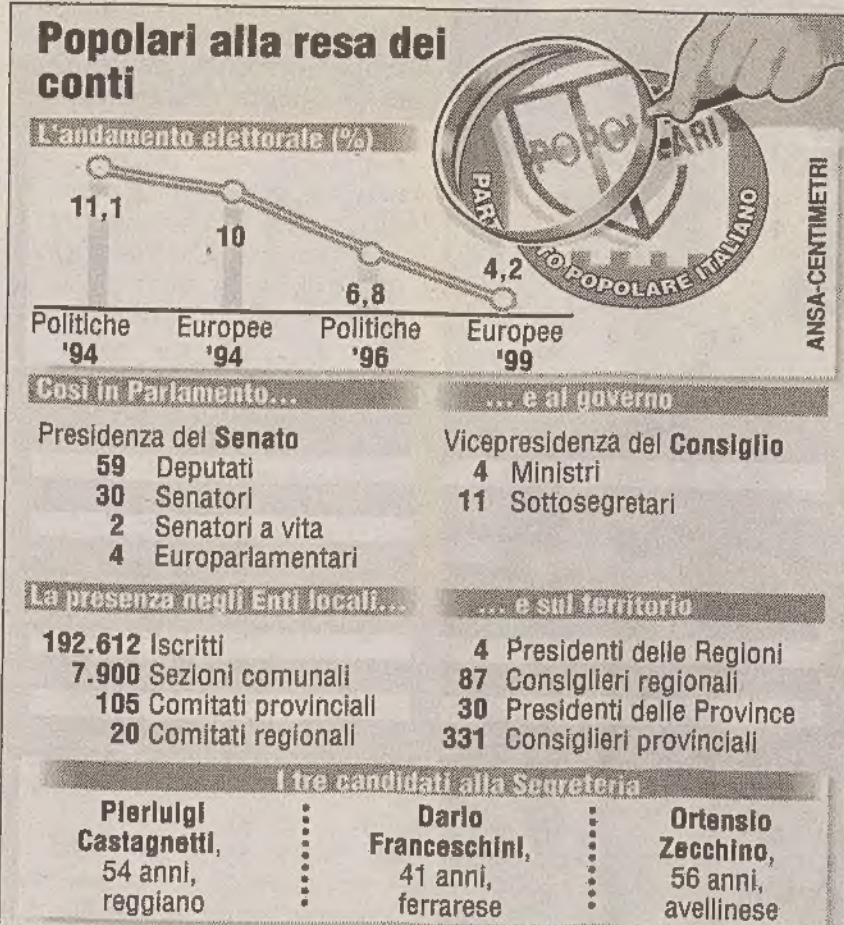 Popolari alla resa dei
conti
L'andamento elettorale (%)
11,1
10
6,8
4,2
Politiche
'94
Europee
'94
Politiche
'96
Europee
'99
POPOL
ARI
PAR TO POPOLARE ITALIANO
ANSA-CENTIMETRI
Così in Parlamento...
Presidenza del Senato
59 Deputati
30 Senatori
2 Senatori a vita
4 Europarlamentari
... e al governo
Vicepresidenza del Consiglio
4 Ministri
11 Sottosegretari
La presenza negli Enti locali...
192.612 Iscritti
7.900 Sezioni comunali
105 Comitati provinciali
20 Comitati regionali
... e sul territorio
4 Presidenti delle Regioni
87 Consiglieri regionali
30 Presidenti delle Province
331 Consiglieri provinciali
I tre candidati alla Segreteria
Pierluigi
Castagnetti,
54 anni,
reggiano
Dario
Franceschini,
41 anni,
ferrarese
Ortensio
Zecchino,
56 anni,
avellinese